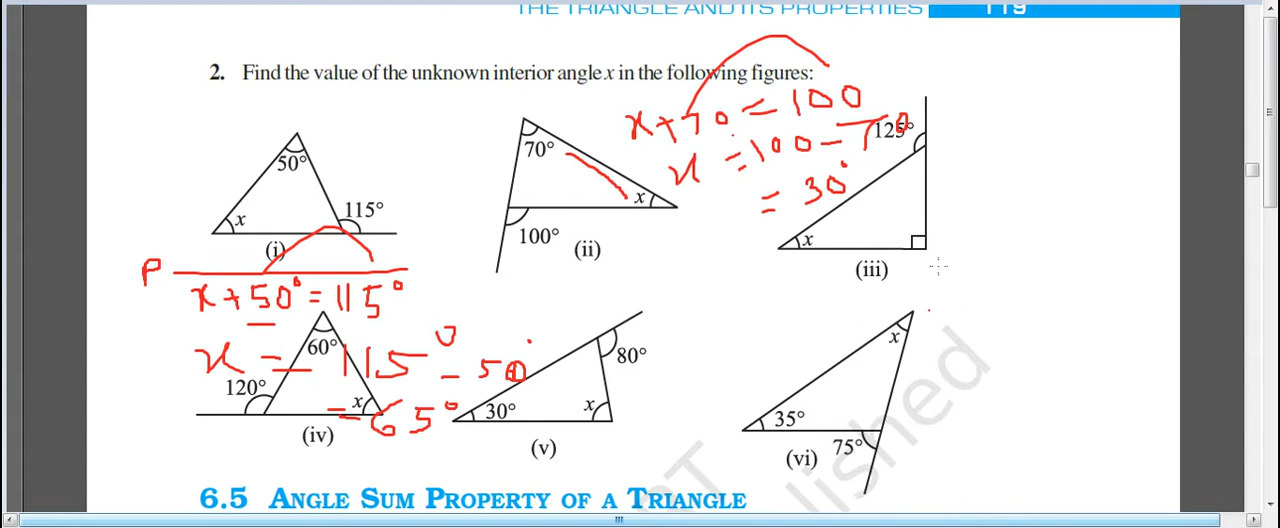 THE TRIANGLE AND ITS PROPERTIES 119
2. Find the value of the unknown interior angle x in the following figures:
50° x 115° (i)
70° x 100° (ii)
125° x (iii)
x + 70 = 100
x = 100 - 70
= 30°
P
x + 50° = 115°
x = 115° - 50
= 65°
60° 120° x (iv)
30° x 80° (v)
x 35° 75° (vi)
6.5 ANGLE SUM PROPERTY OF A TRIANGLE